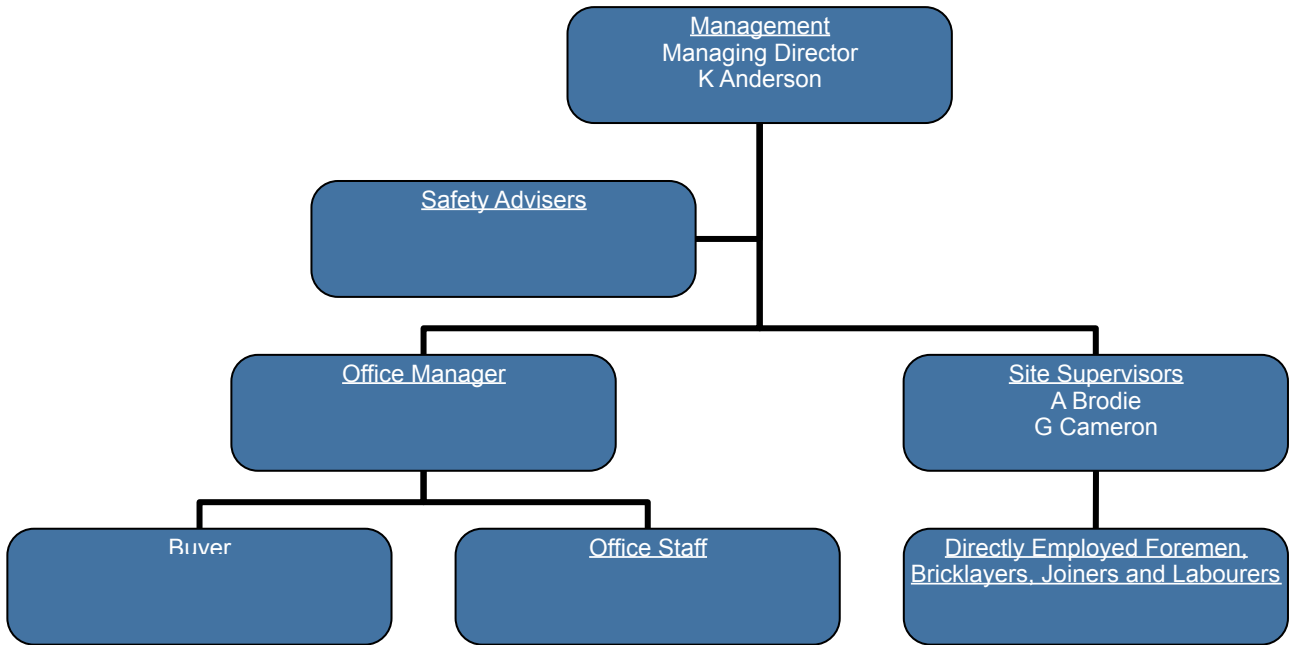 Management
Managing Director
K Anderson
Safety Advisers
Office Manager
Site Supervisors
A Brodie
G Cameron
Buyer
Office Staff
Directly Employed Foremen,
Bricklayers, Joiners and Labourers